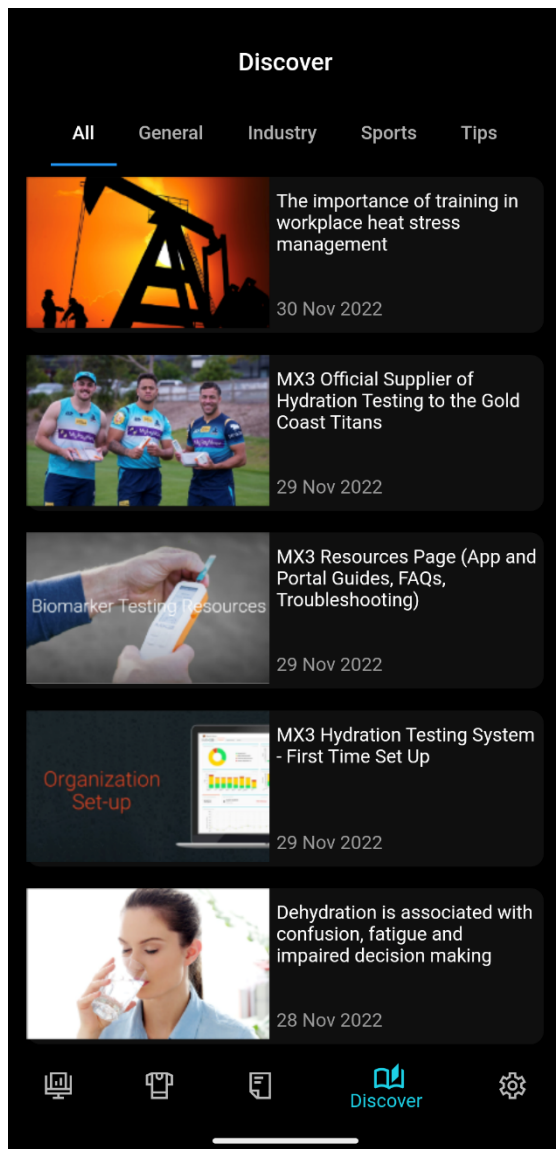 Discover
All General Industry Sports Tips
The importance of training in
workplace heat stress
management
30 Nov 2022
MX3 Official Supplier of
Hydration Testing to the Gold
Coast Titans
29 Nov 2022
Biomarker Testing Resources
MX3 Resources Page (App and
Portal Guides, FAQs,
Troubleshooting)
29 Nov 2022
Organization
Set-up
MX3 Hydration Testing System
- First Time Set Up
29 Nov 2022
Dehydration is associated with
confusion, fatigue and
impaired decision making
28 Nov 2022
Discover